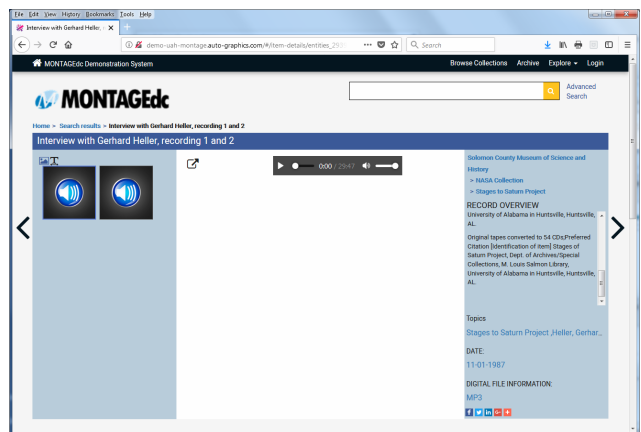 File Edit View History Bookmarks Tools Help
Interview with Gerhard Heller, r
demo-uah-montage.auto-graphics.com/#/item-details/entities_
Search
MONTAGEdc Demonstration System
Browse Collections Archive Explore Login
MONTAGEdc
Advanced
Search
Home > Search results > Interview with Gerhard Heller, recording 1 and 2
Interview with Gerhard Heller, recording 1 and 2
T
0:00 / 29:47
Solomon County Museum of Science and
History
> NASA Collection
> Stages to Saturn Project
RECORD OVERVIEW
University of Alabama in Huntsville, Huntsville,
AL.
Original tapes converted to 54 CDs;Preferred
Citation [Identification of item] Stages of
Saturn Project, Dept. of Archives/Special
Collections, M. Louis Salmon Library,
University of Alabama in Huntsville, Huntsville,
AL.
Topics
Stages to Saturn Project ,Heller, Gerhar...
DATE:
11-01-1987
DIGITAL FILE INFORMATION:
MP3